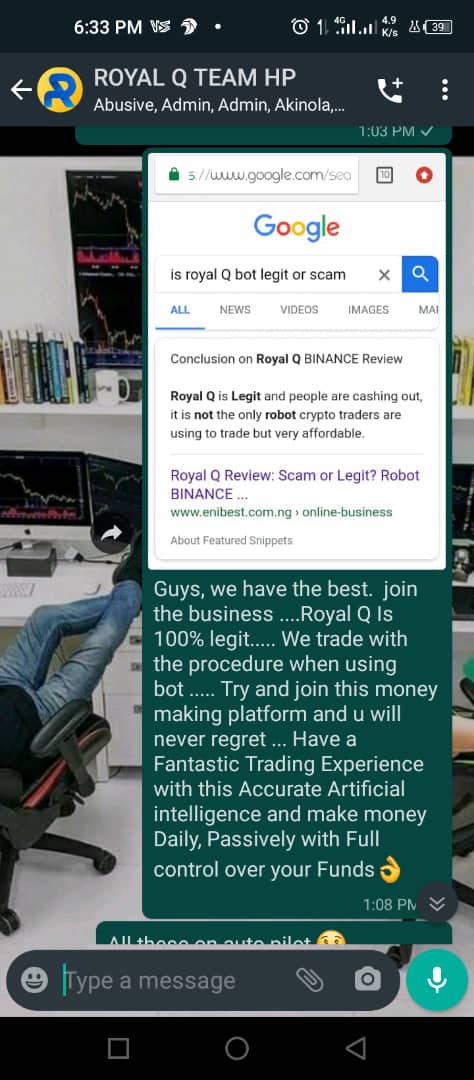 6:33 PM VS
4G
4.9
K/s
39
ROYAL Q TEAM HP
Abusive, Admin, Admin, Akinola,...
1:03 PM
s://www.google.com/sea
10
Google
is royal Q bot legit or scam
ALL NEWS VIDEOS IMAGES MAI
Conclusion on Royal Q BINANCE Review
Royal Q is Legit and people are cashing out,
it is not the only robot crypto traders are
using to trade but very affordable.
Royal Q Review: Scam or Legit? Robot
BINANCE ...
www.enibest.com.ng › online-business
About Featured Snippets
Guys, we have the best. join
the business ....Royal Q Is
100% legit..... We trade with
the procedure when using
bot ..... Try and join this money
making platform and u will
never regret ... Have a
Fantastic Trading Experience
with this Accurate Artificial
intelligence and make money
Daily, Passively with Full
control over your Funds👌
1:08 PM
All these on auto pilot
Type a message